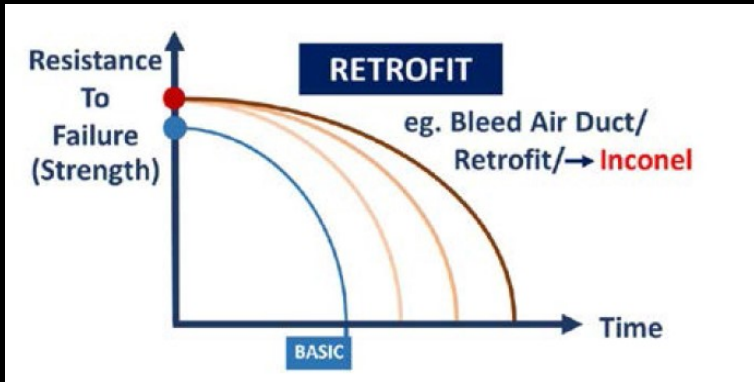 Resistance
To
Failure
(Strength)
RETROFIT
eg. Bleed Air Duct/
Retrofit/→ Inconel
BASIC
Time